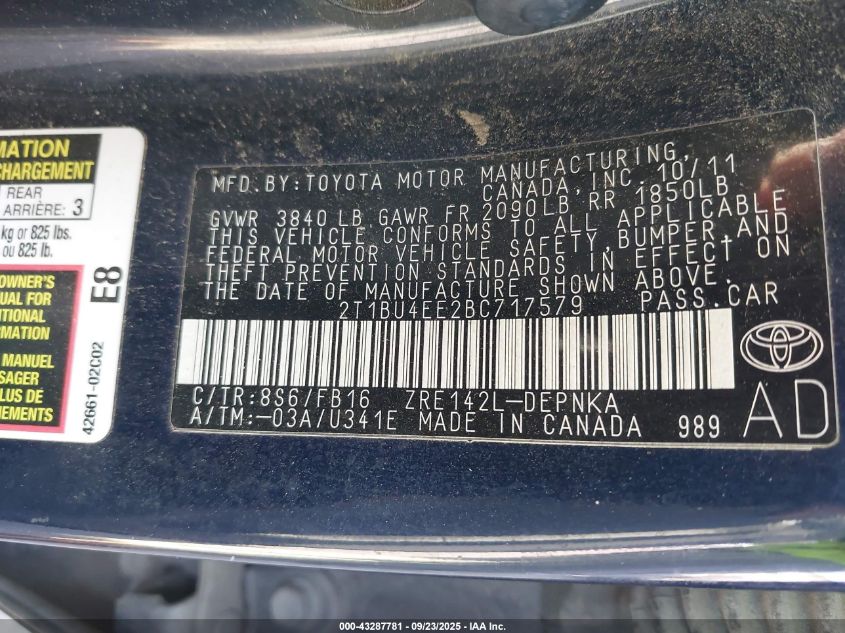 MATION
CHARGEMENT
REAR
ARRIÈRE: 3
kg or 825 lbs.
ou 825 lb.
OWNER'S
UAL FOR
ITIONAL
RMATION
MANUEL
SAGER
LUS DE
E8
42661-02C02
MFD.BY:TOYOTA MOTOR MANUFACTURING,
CANADA, INC. 10/11
GVWR 3840 LB GAWR FR 2090LB, RR 1850LB
THIS VEHICLE CONFORMS TO ALL APPLICABLE
FEDERAL MOTOR VEHICLE SAFETY,BUMPER,AND
THEFT PREVENTION STANDARDS IN EFFECT ON
THE DATE OF MANUFACTURE SHOWN ABOVE.
2T1BU4EE2BC717579 PASS.CAR
C/TR:8S6/FB16 ZRE142L-DEPNKA
A/TM:-03A/U341E MADE IN CANADA 989
AD
000-43287781 - 09/23/2025 - IAA Inc.